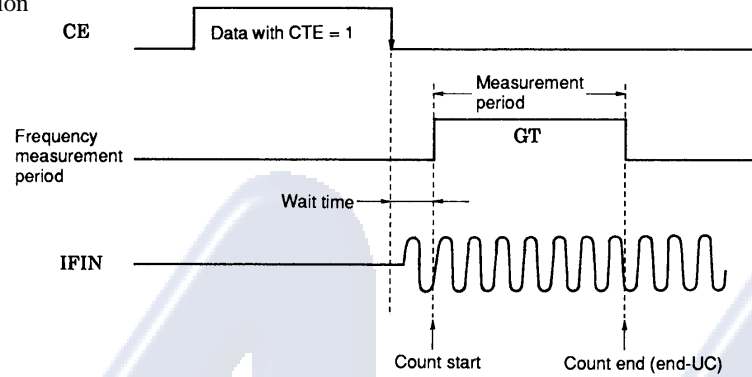 CE
Data with CTE = 1
Measurement
period
GT
Frequency
measurement
period
Wait time
IFIN
Count start
Count end (end-UC)